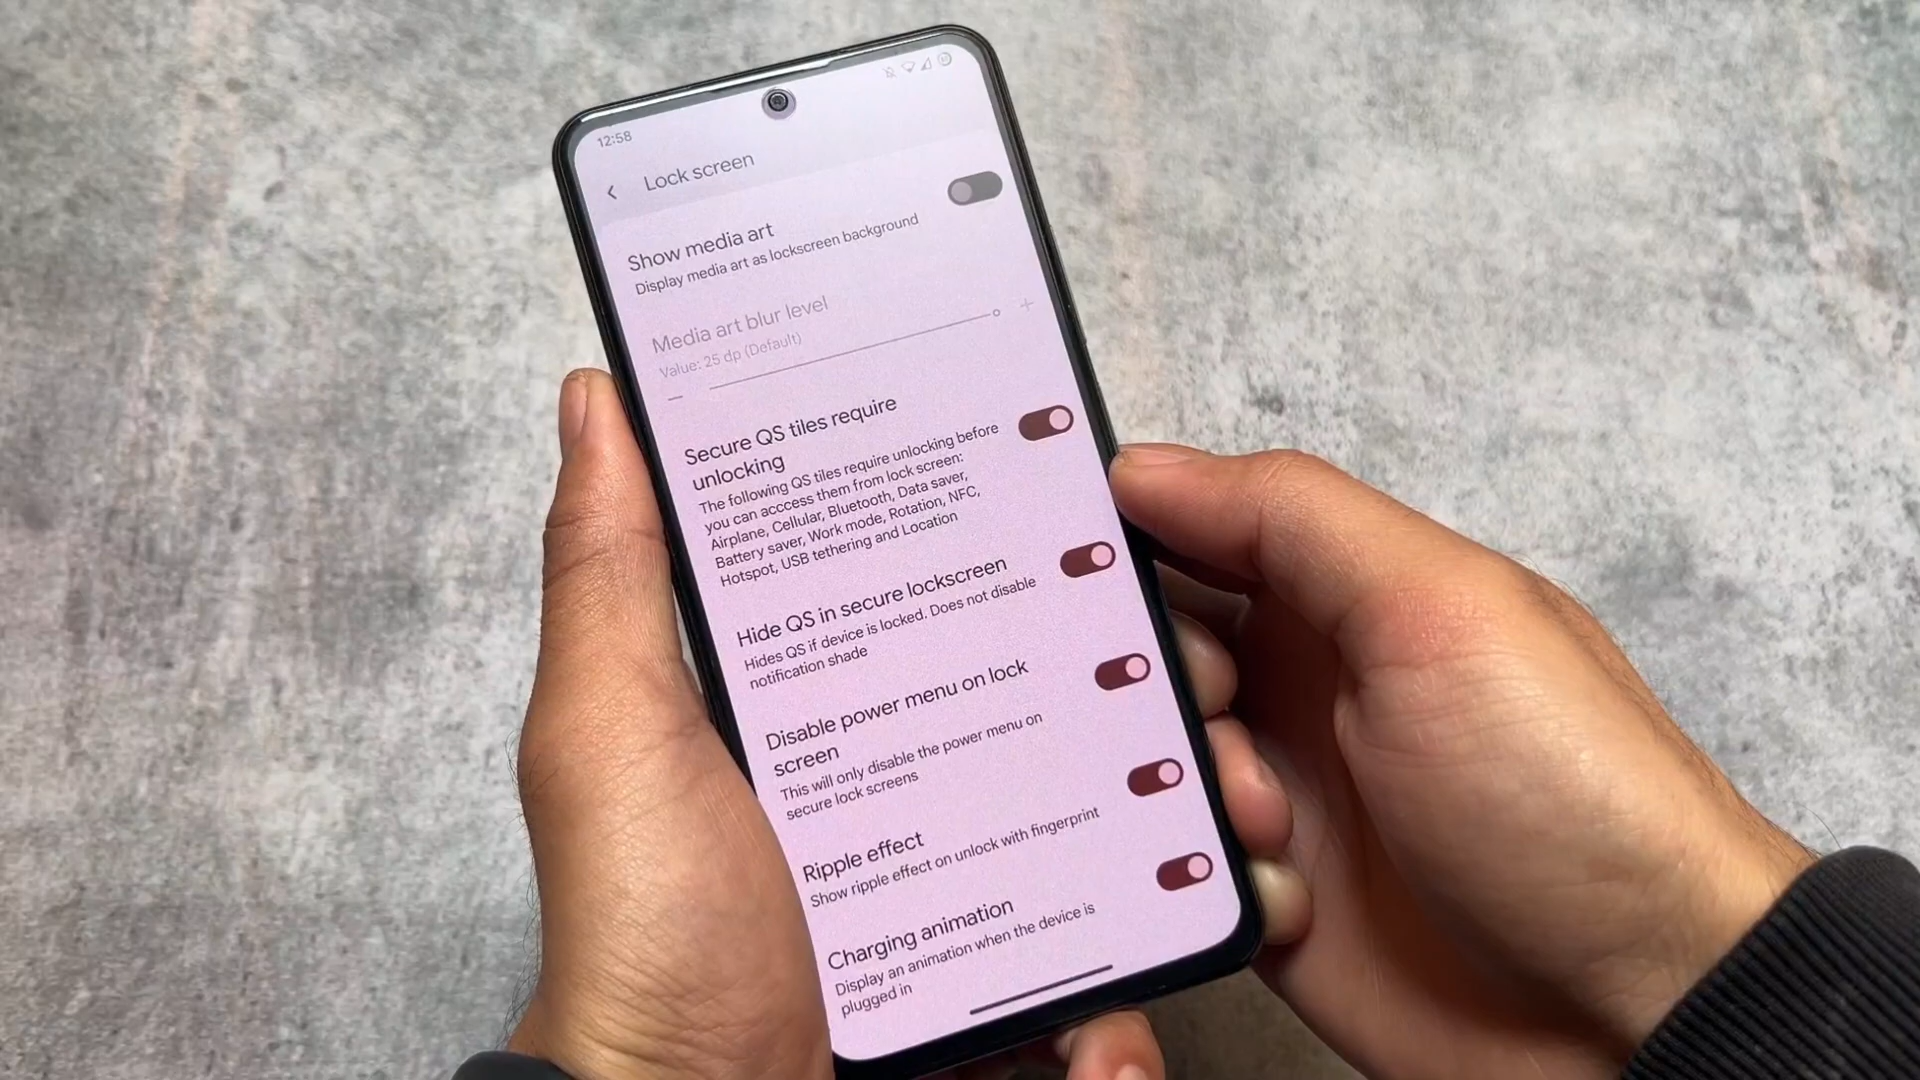 12:58
Lock screen
Show media art
Display media art as lockscreen background
Media art blur level
Value: 25 dp (Default)
Secure QS tiles require
unlocking
The following QS tiles require unlocking before
you can acccess them from lock screen:
Airplane, Cellular, Bluetooth, Data saver,
Battery saver, Work mode, Rotation, NFC,
Hotspot, USB tethering and Location
Hide QS in secure lockscreen
Hides QS if device is locked. Does not disable
notification shade
Disable power menu on lock
screen
This will only disable the power menu on
secure lock screens
Ripple effect
Show ripple effect on unlock with fingerprint
Charging animation
Display an animation when the device is
plugged in